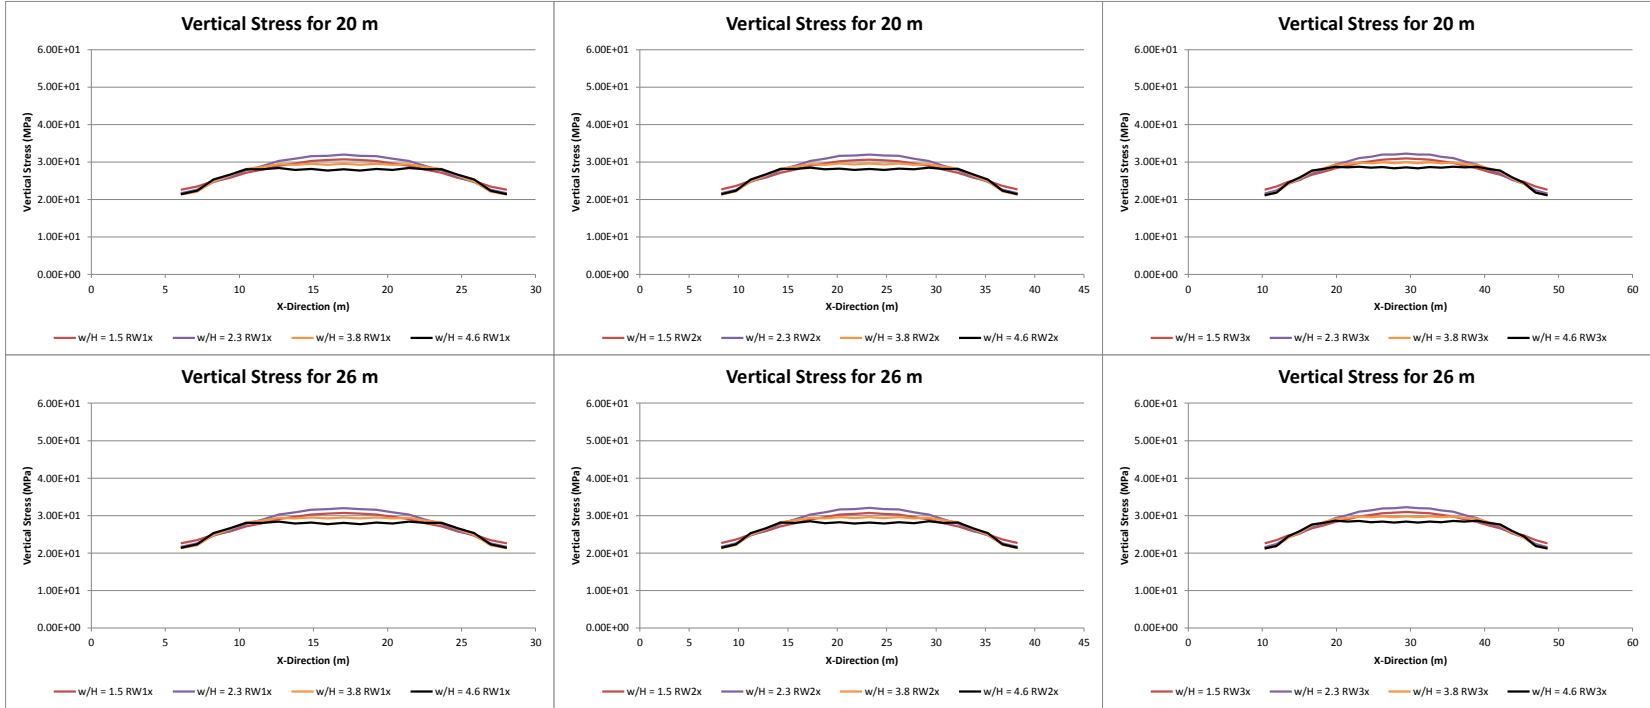 Vertical Stress for 20 m
6.00E+01
5.00E+01
4.00E+01
3.00E+01
2.00E+01
1.00E+01
0.00E+00
Vertical Stress (MPa)
0 5 10 15 20 25 30
X-Direction (m)
w/H = 1.5 RW1x w/H = 2.3 RW1x w/H = 3.8 RW1x w/H = 4.6 RW1x
Vertical Stress for 20 m
6.00E+01
5.00E+01
4.00E+01
3.00E+01
2.00E+01
1.00E+01
0.00E+00
Vertical Stress (MPa)
0 5 10 15 20 25 30 35 40 45
X-Direction (m)
w/H = 1.5 RW2x w/H = 2.3 RW2x w/H = 3.8 RW2x w/H = 4.6 RW2x
Vertical Stress for 20 m
6.00E+01
5.00E+01
4.00E+01
3.00E+01
2.00E+01
1.00E+01
0.00E+00
Vertical Stress (MPa)
0 10 20 30 40 50 60
X-Direction (m)
w/H = 1.5 RW3x w/H = 2.3 RW3x w/H = 3.8 RW3x w/H = 4.6 RW3x
Vertical Stress for 26 m
6.00E+01
5.00E+01
4.00E+01
3.00E+01
2.00E+01
1.00E+01
0.00E+00
Vertical Stress (MPa)
0 5 10 15 20 25 30
X-Direction (m)
w/H = 1.5 RW1x w/H = 2.3 RW1x w/H = 3.8 RW1x w/H = 4.6 RW1x
Vertical Stress for 26 m
6.00E+01
5.00E+01
4.00E+01
3.00E+01
2.00E+01
1.00E+01
0.00E+00
Vertical Stress (MPa)
0 5 10 15 20 25 30 35 40 45
X-Direction (m)
w/H = 1.5 RW2x w/H = 2.3 RW2x w/H = 3.8 RW2x w/H = 4.6 RW2x
Vertical Stress for 26 m
6.00E+01
5.00E+01
4.00E+01
3.00E+01
2.00E+01
1.00E+01
0.00E+00
Vertical Stress (MPa)
0 10 20 30 40 50 60
X-Direction (m)
w/H = 1.5 RW3x w/H = 2.3 RW3x w/H = 3.8 RW3x w/H = 4.6 RW3x